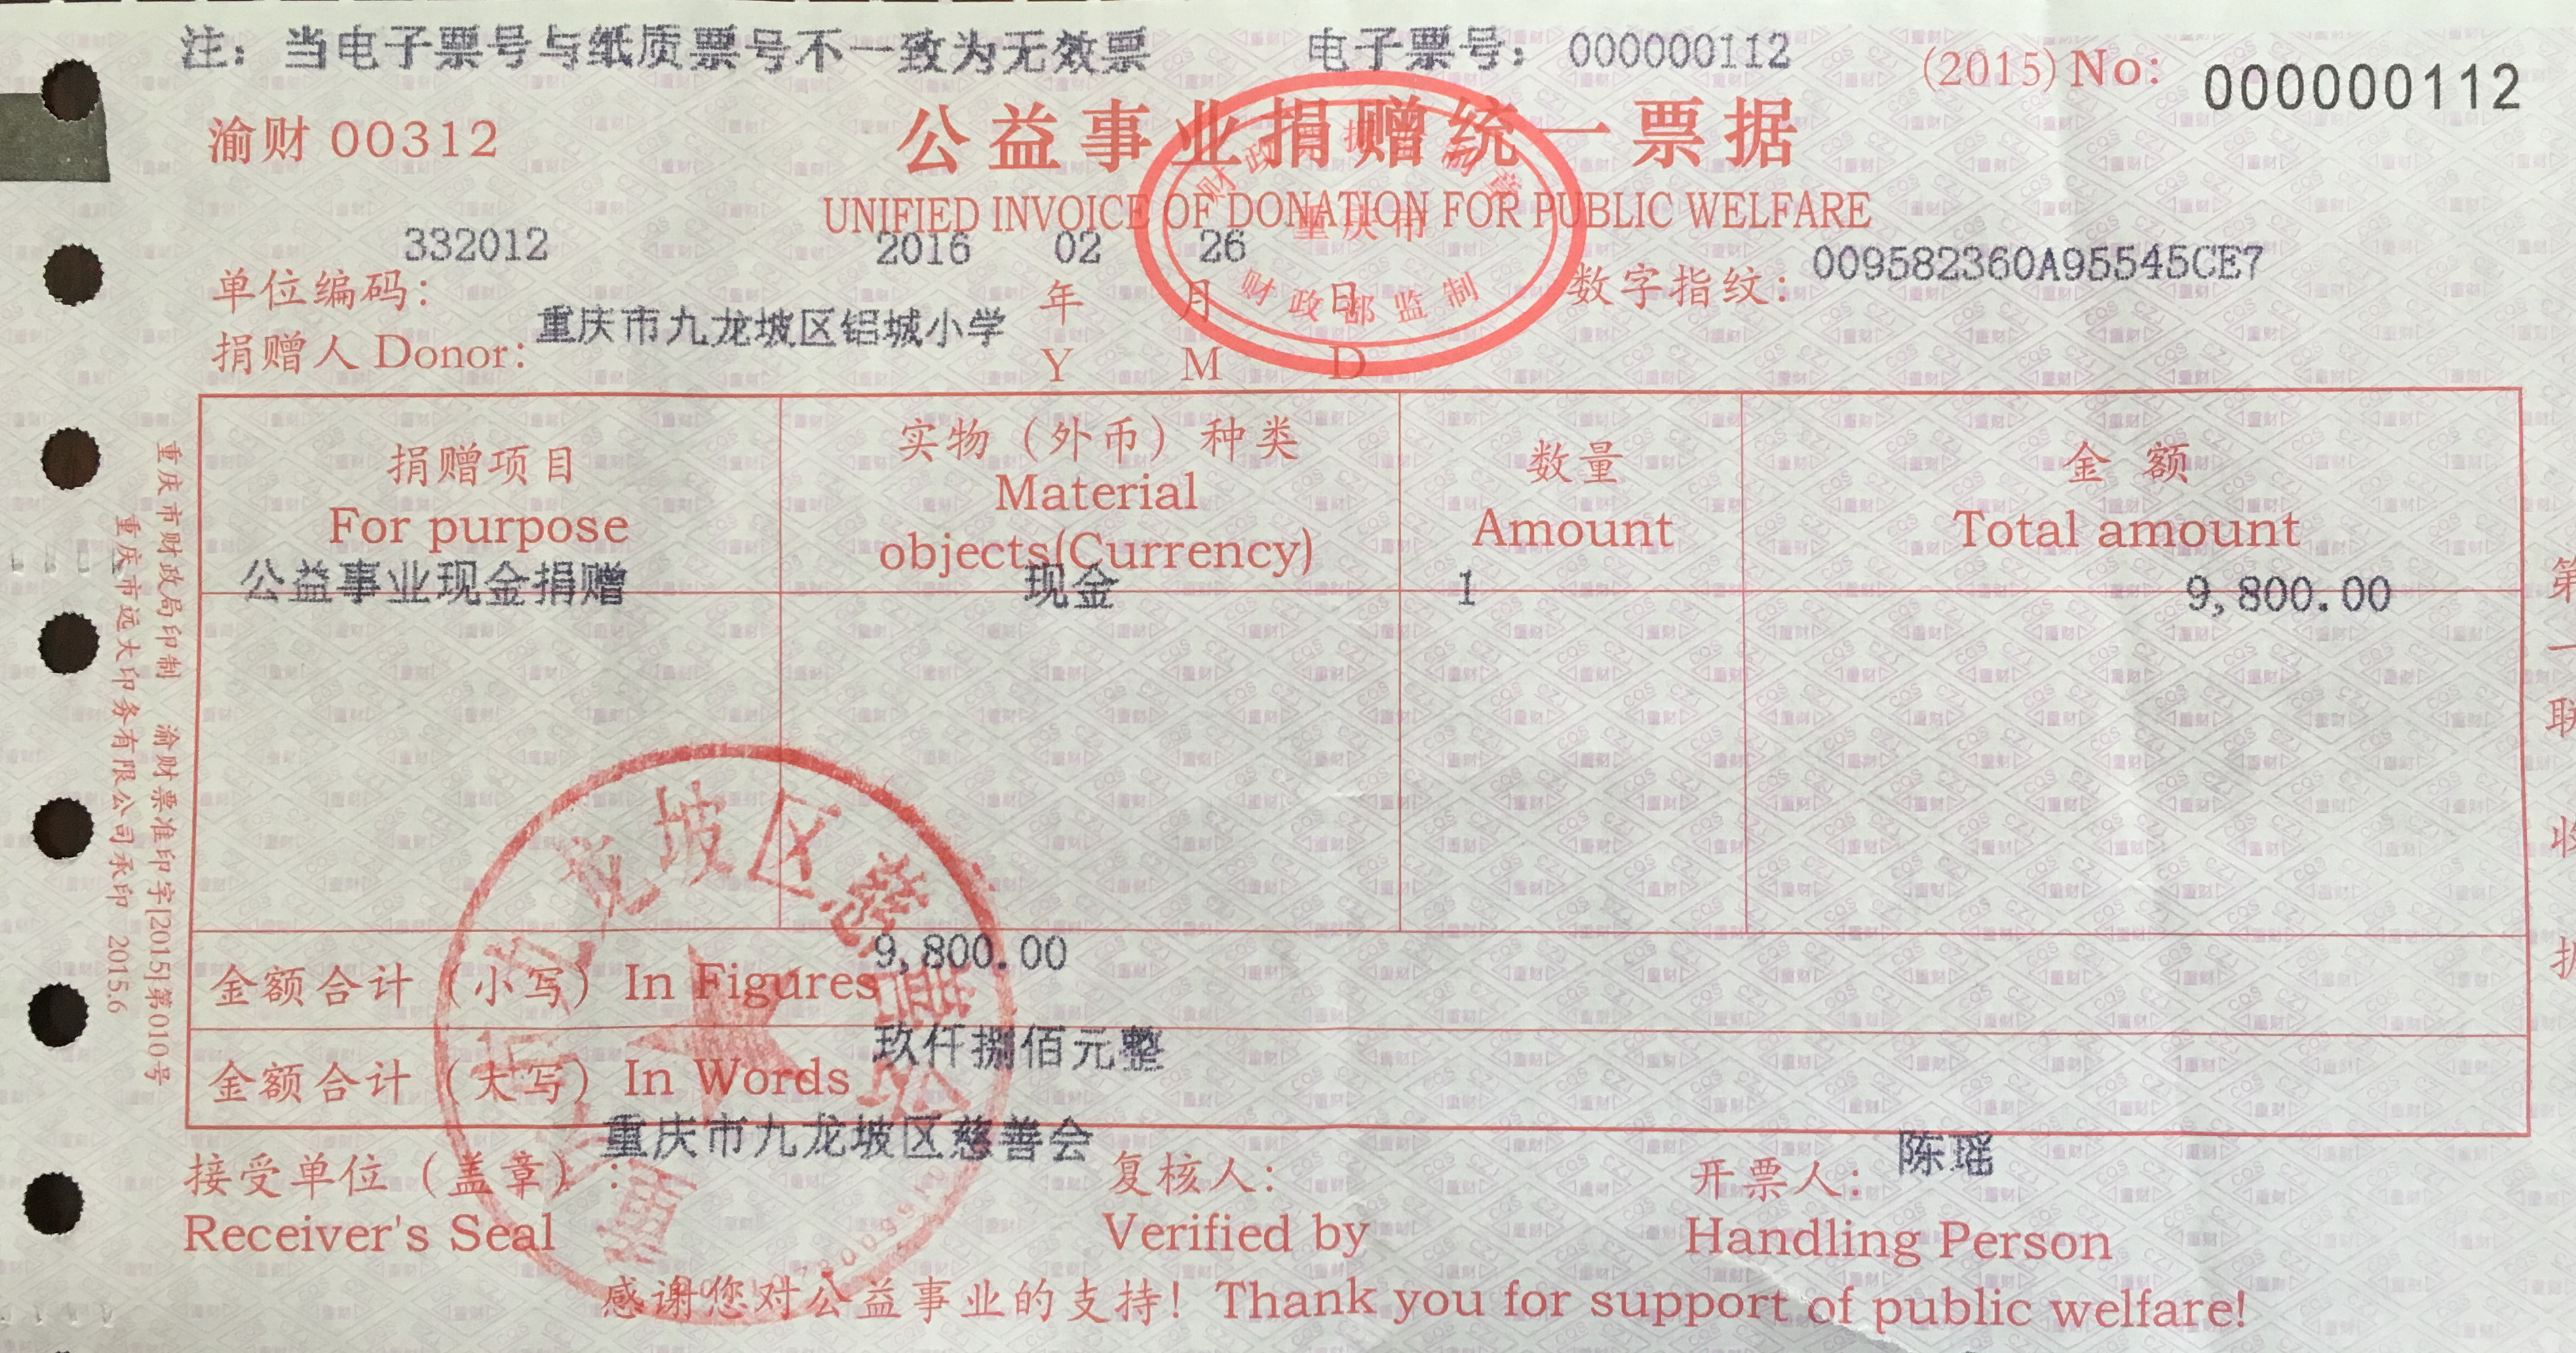 注：当电子票号与纸质票号不一致为无效票 电子票号：000000112 (2015) No: 000000112
渝财 00312 公益事业捐赠统一票据
UNIFIED INVOICE OF DONATION FOR PUBLIC WELFARE
332012 2016 02 26
单位编码： 年 月 日 数字指纹：009582360A95545CE7
捐赠人 Donor: 重庆市九龙坡区铝城小学 Y M D
重庆市
财政部监制
捐赠项目 实物（外币）种类 数量 金额
For purpose Material objects(Currency) Amount Total amount
公益事业现金捐赠 现金 1 9,800.00
金额合计（小写）In Figures 9,800.00
金额合计（大写）In Words 玖仟捌佰元整
接受单位（盖章）：重庆市九龙坡区慈善会 复核人： 开票人：陈瑶
Receiver's Seal Verified by Handling Person
感谢您对公益事业的支持！Thank you for support of public welfare!
重庆市财政局印制 渝财票准印字[2015]第010号
重庆市远大印务有限公司承印 2015.6
第一联 收